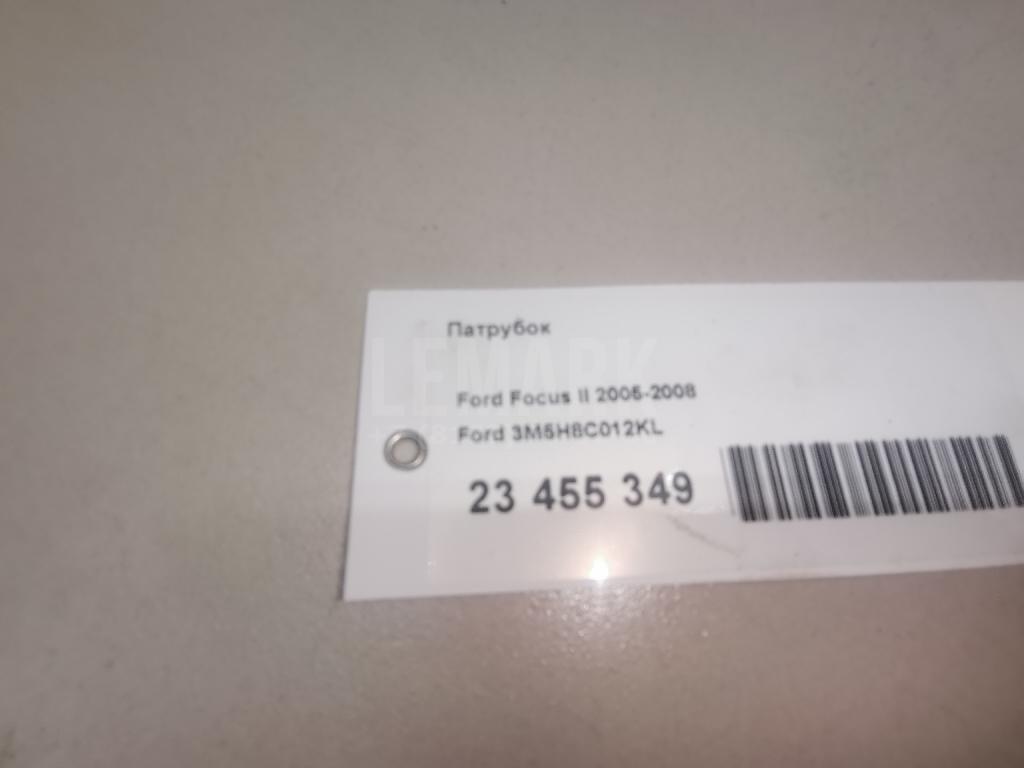 Патрубок
LEMARK
Ford Focus II 2005-2008
Ford 3M5H8C012KL
23 455 349